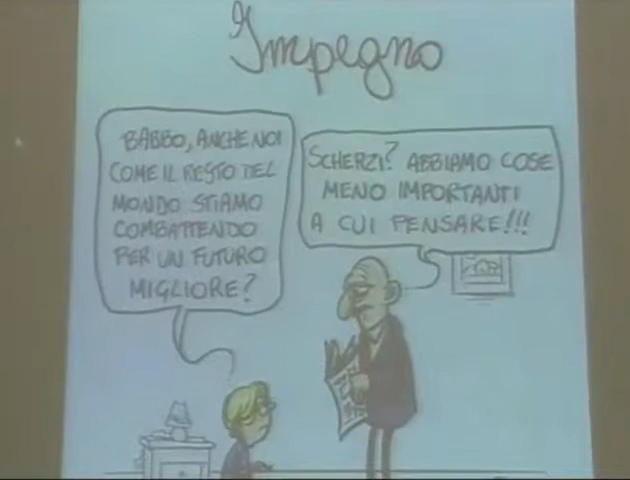 Impegno
BABBO, ANCHE NOI
COME IL RESTO DEL
MONDO STIAMO
COMBATTENDO
PER UN FUTURO
MIGLIORE?
SCHERZI? ABBIAMO COSE
MENO IMPORTANTI
A CUI PENSARE!!!